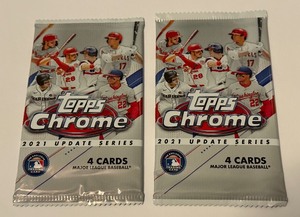 Topps
Chrome
2021 UPDATE SERIES
4 CARDS
MAJOR LEAGUE BASEBALL®
Topps
Chrome
2021 UPDATE SERIES
4 CARDS
MAJOR LEAGUE BASEBALL®